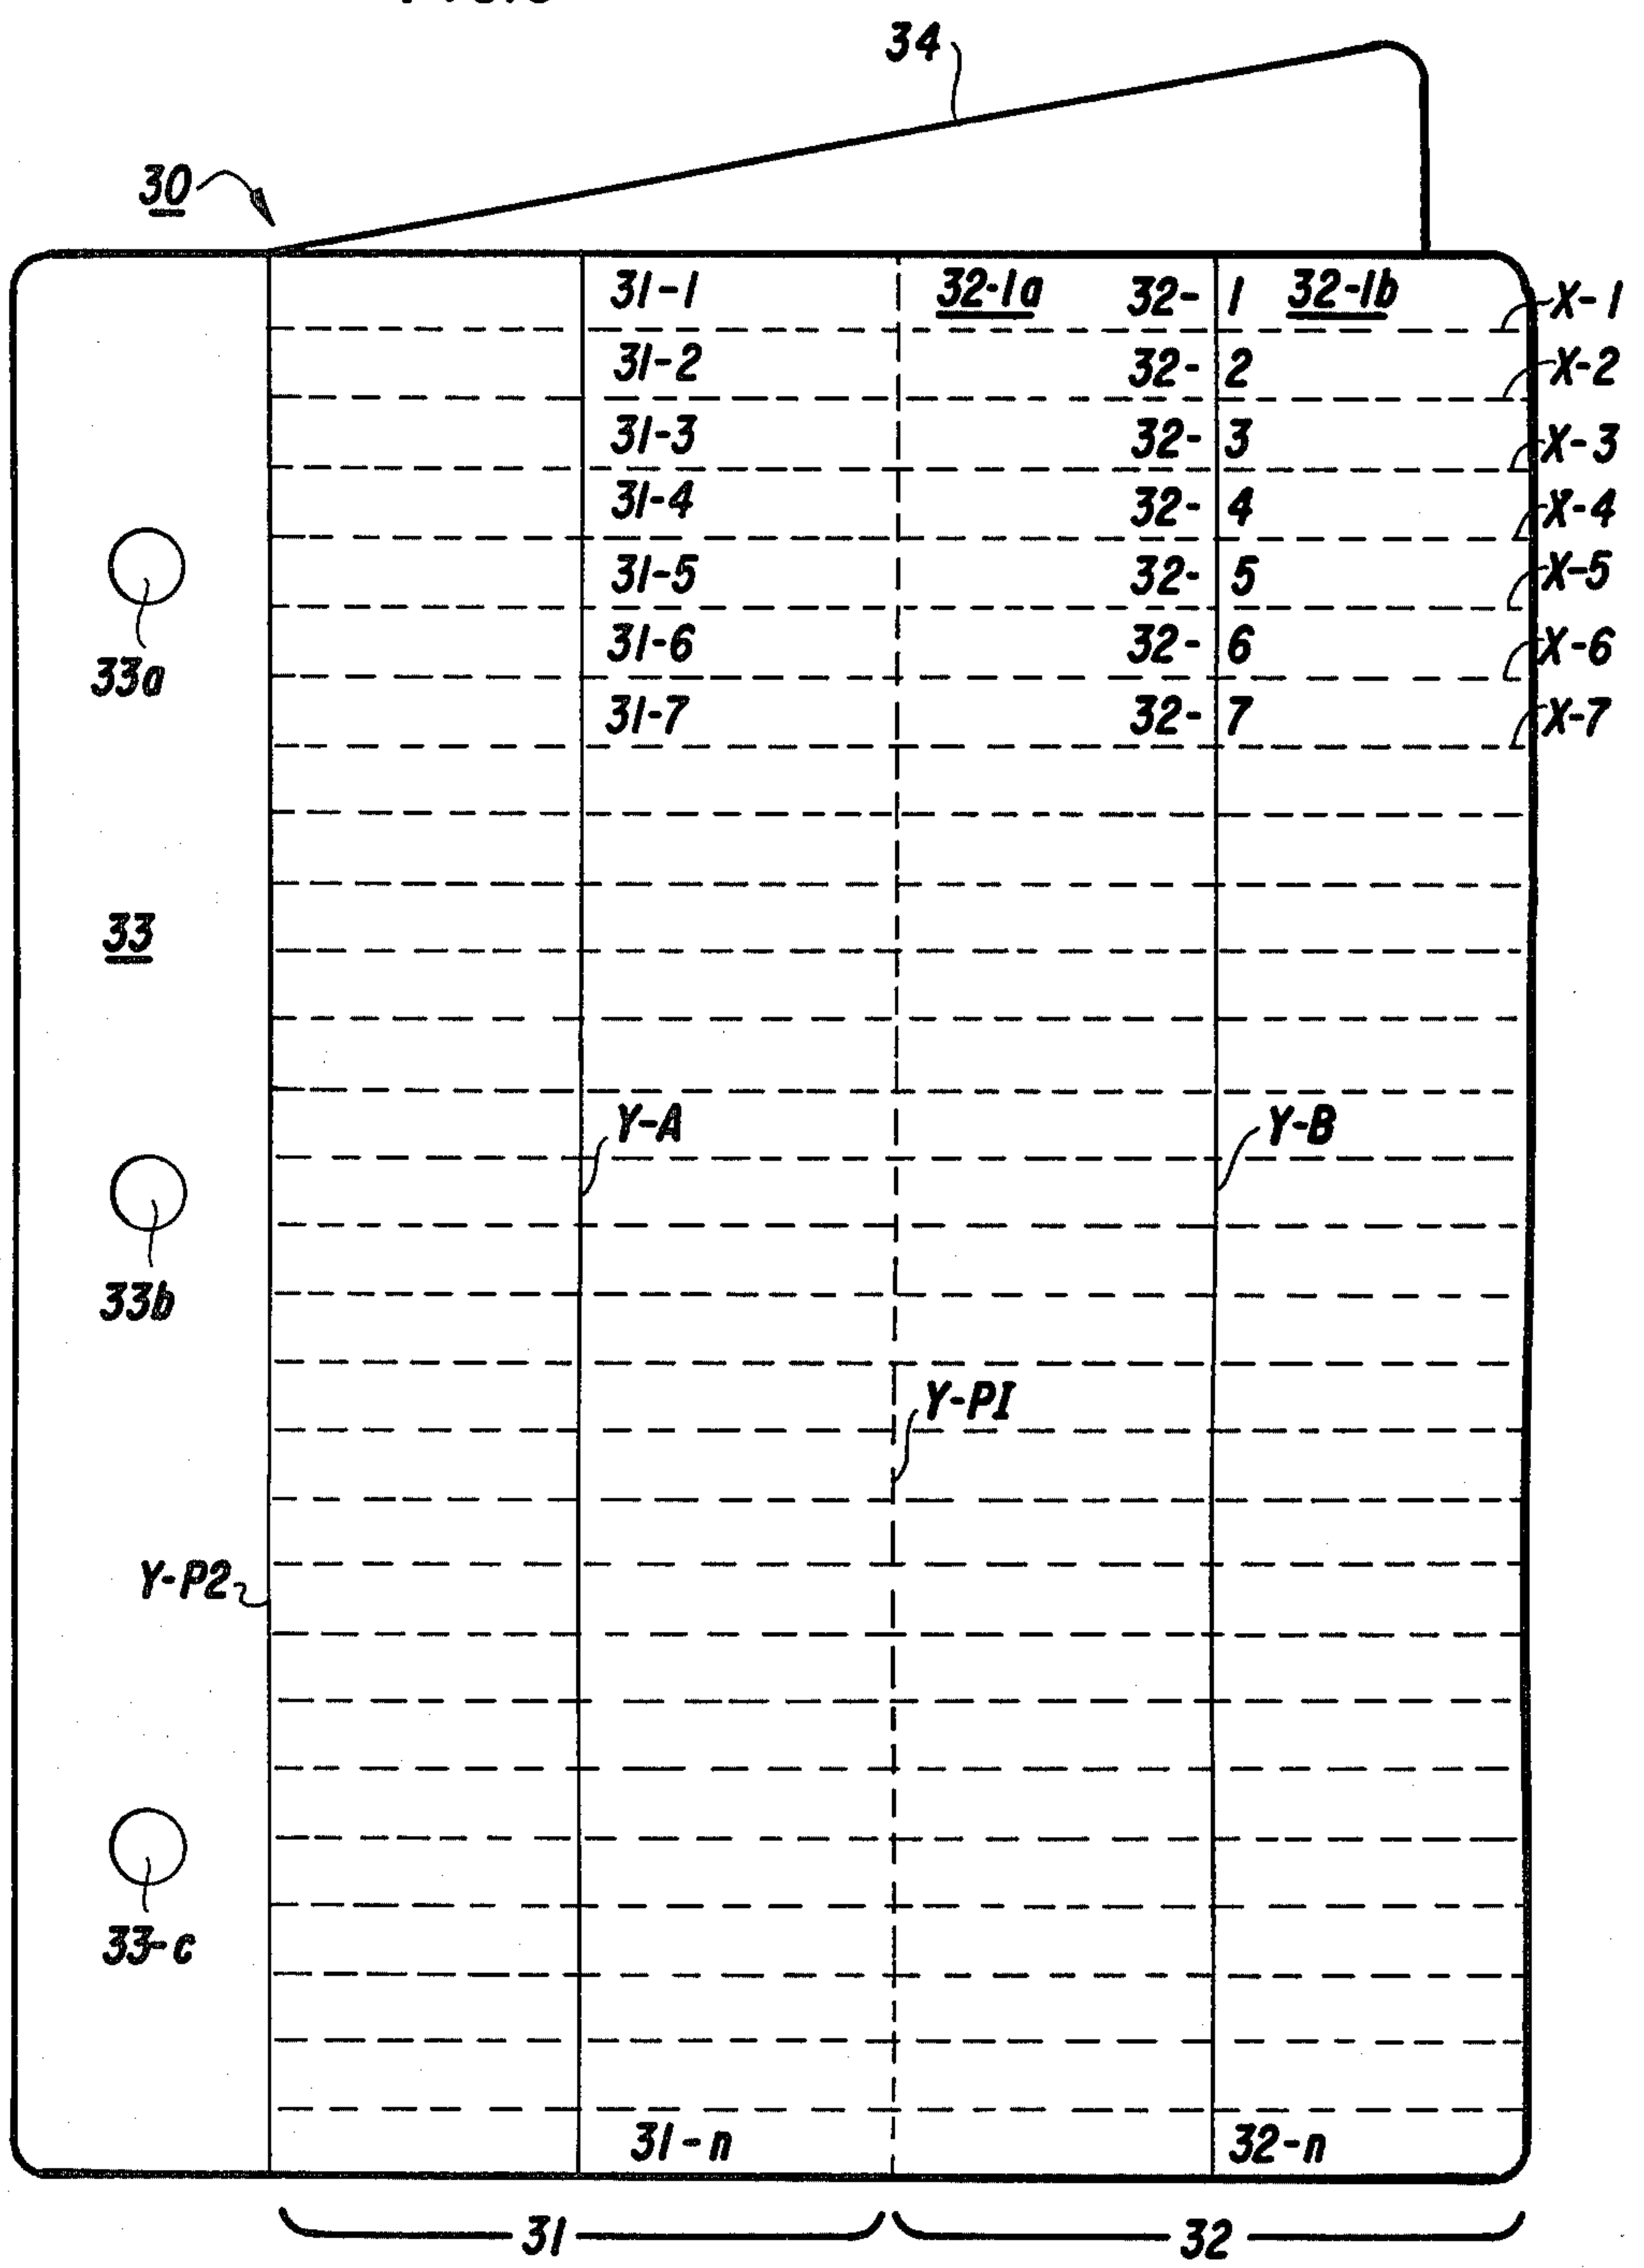 34
30
31-1 32-1a 32-1 32-1b X-1
31-2 32-2 X-2
31-3 32-3 X-3
31-4 32-4 X-4
31-5 32-5 X-5
31-6 32-6 X-6
33a
31-7 32-7 X-7
33
Y-A Y-B
33b
Y-P1
Y-P2
33-c
31-n 32-n
31 32